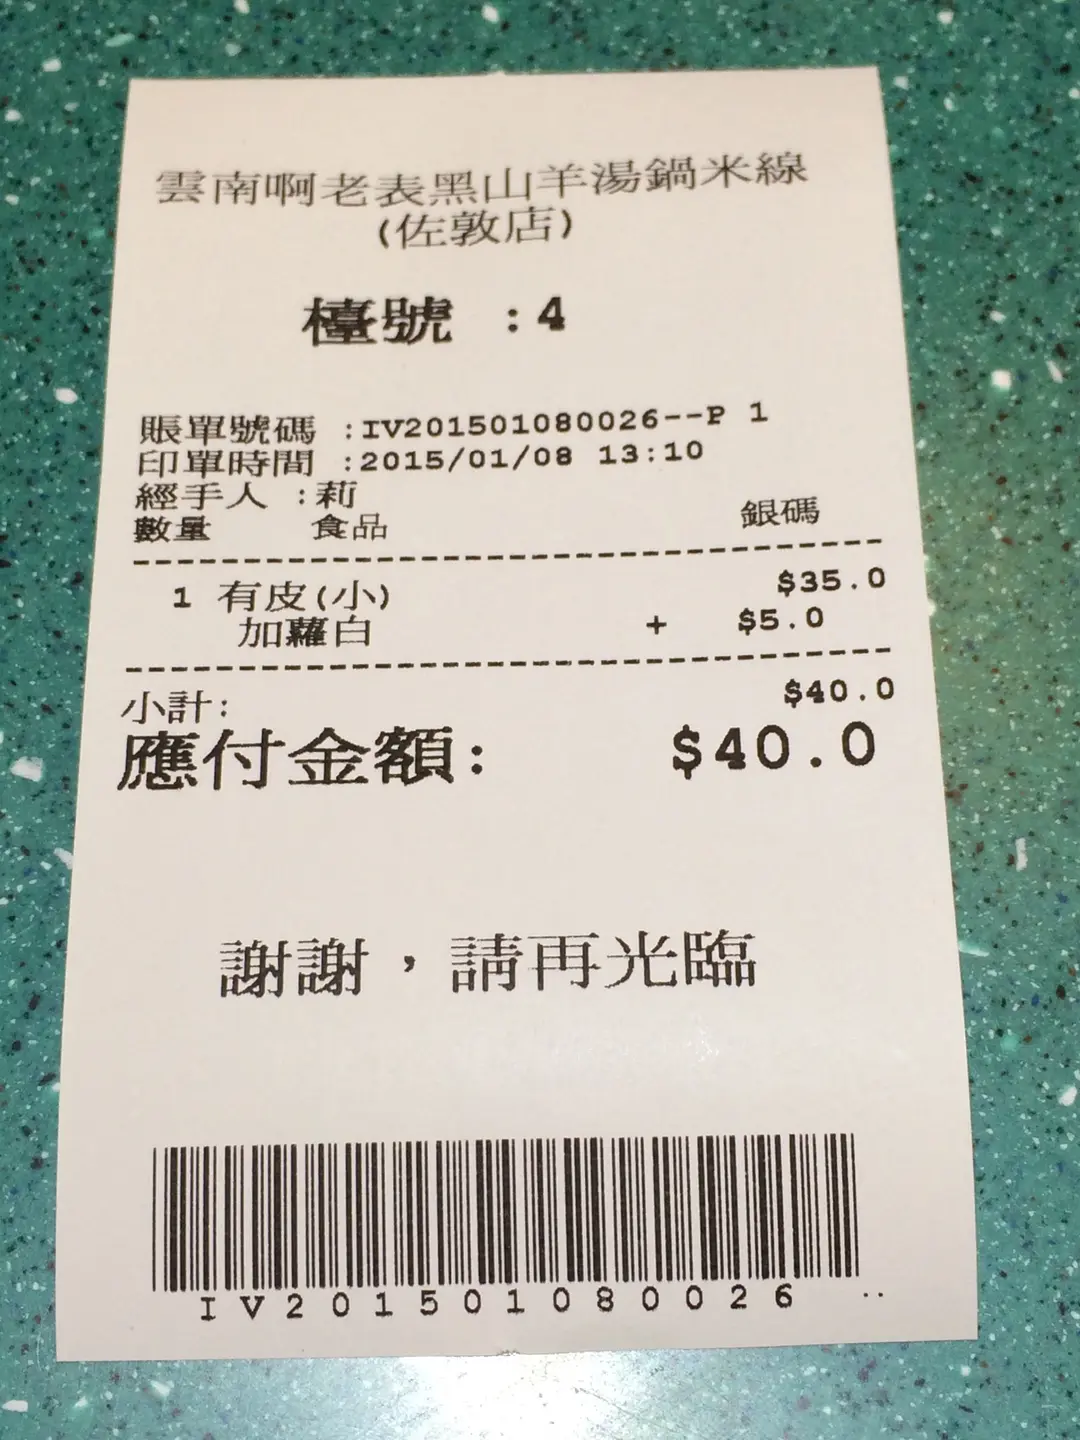 雲南啊老表黑山羊湯鍋米線
(佐敦店)
檯號 :4
賬單號碼 :IV201501080026--P 1
印單時間 :2015/01/08 13:10
經手人 :莉
數量 食品 銀碼
1 有皮(小) $35.0
加蘿白 + $5.0
小計: $40.0
應付金額: $40.0
謝謝，請再光臨
IV201501080026 ..